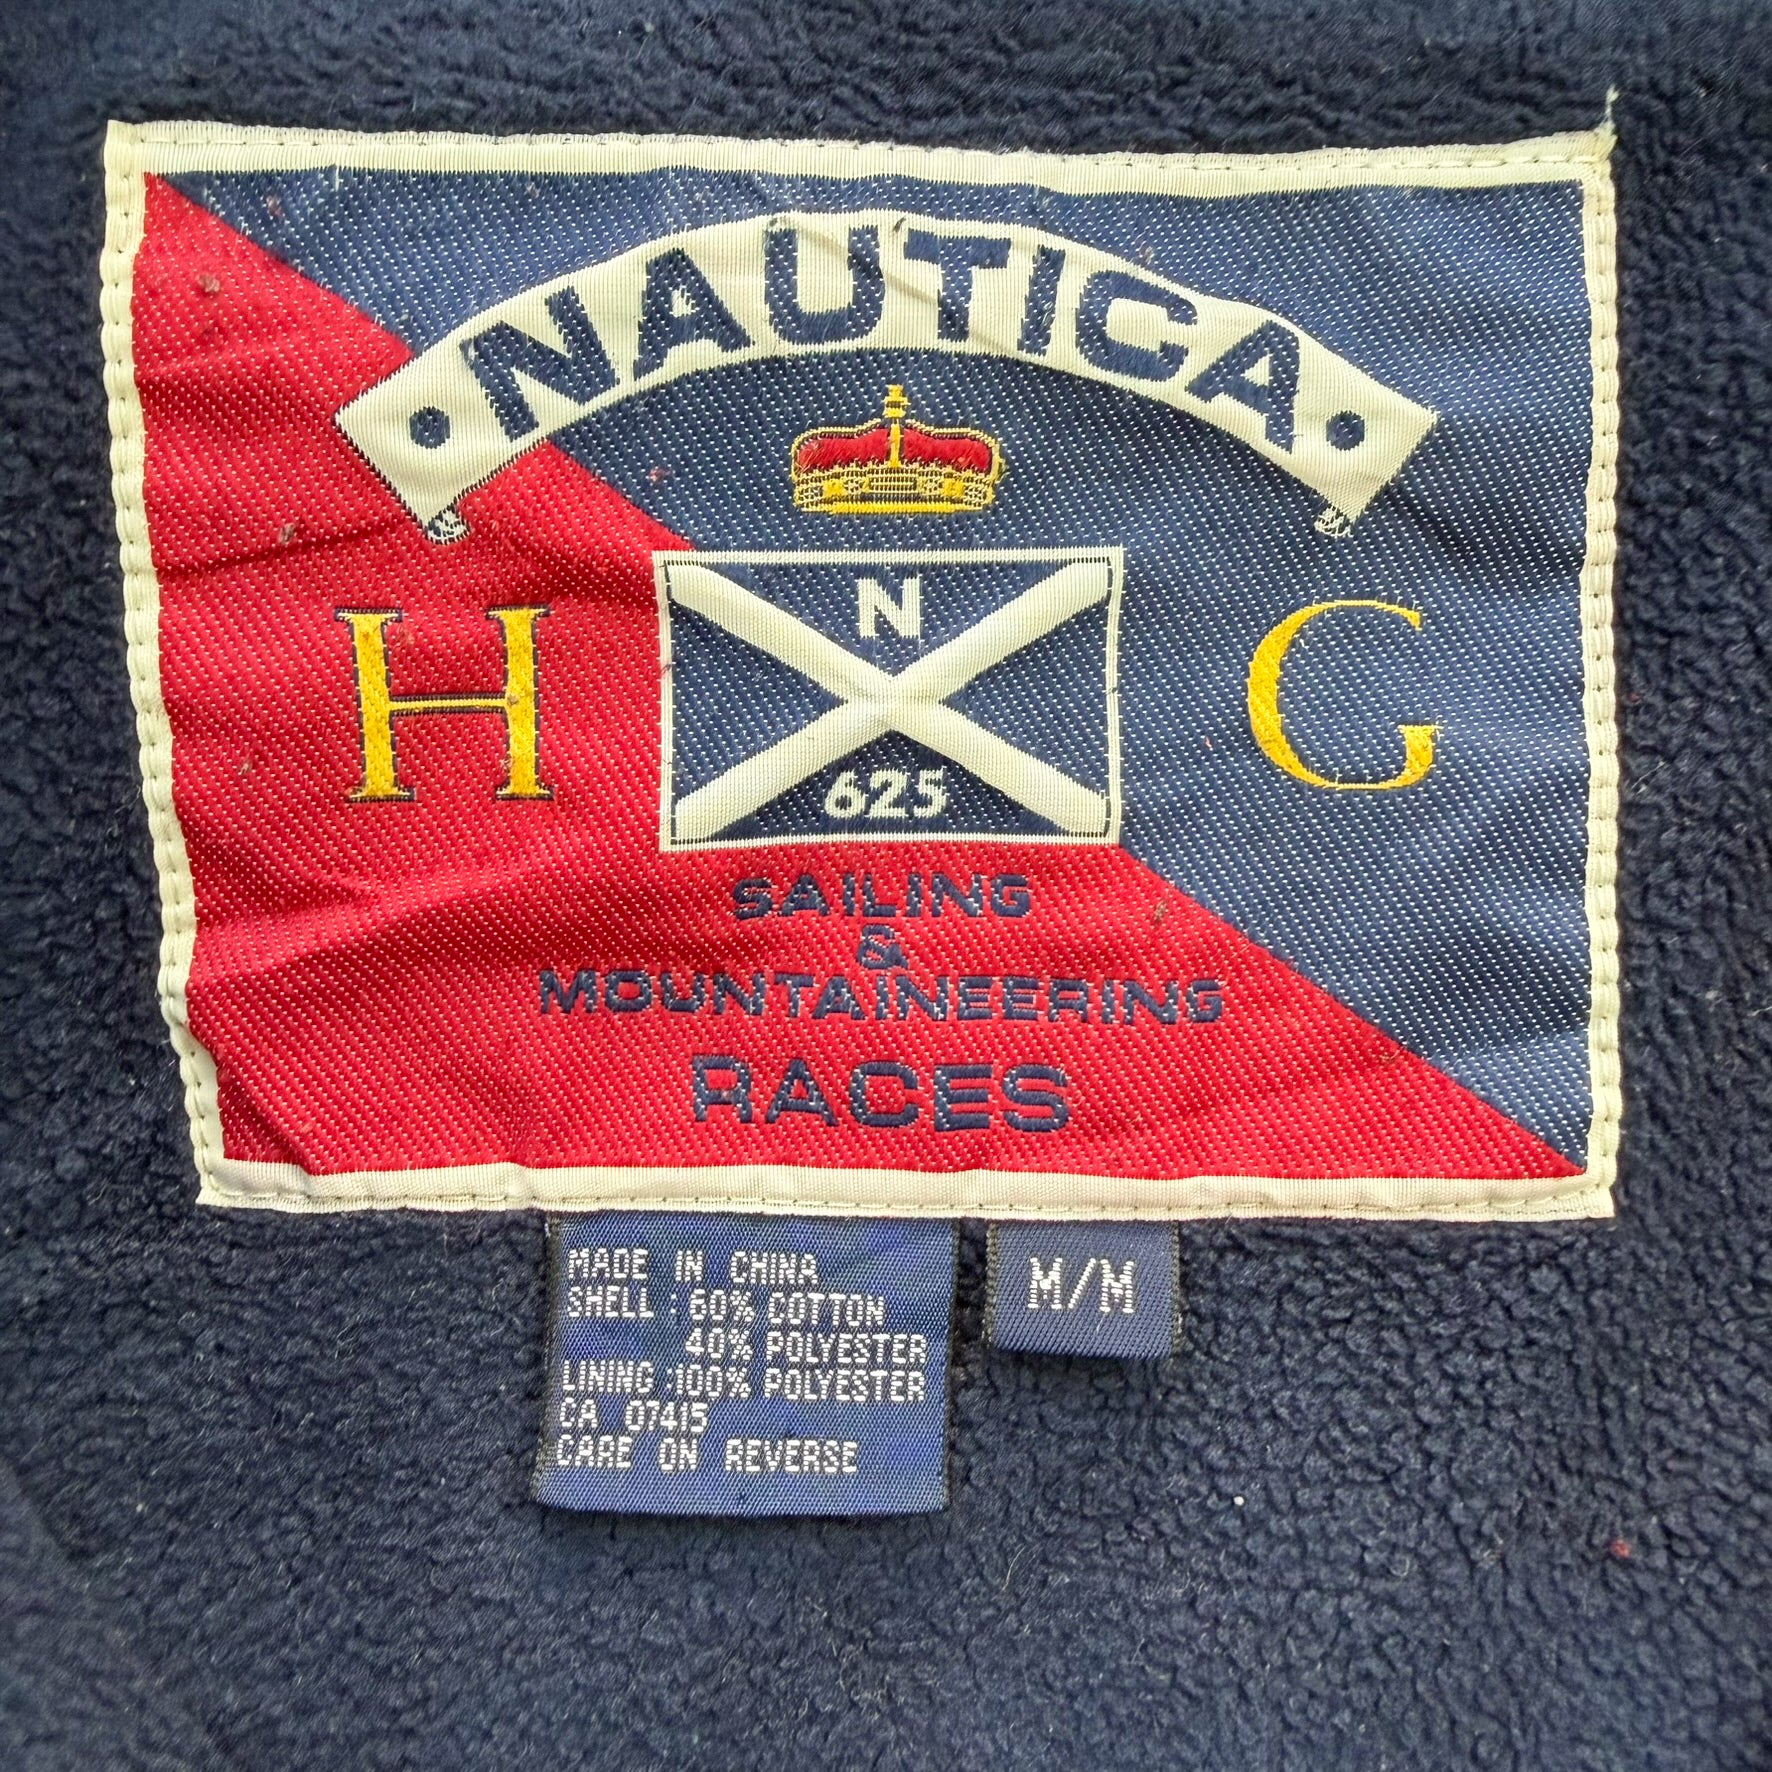 • NAUTICA •
N
H G
625
SAILING
&
MOUNTAINEERING
RACES
MADE IN CHINA
SHELL : 60% COTTON
40% POLYESTER
LINING :100% POLYESTER
CA 07415
CARE ON REVERSE
M/M